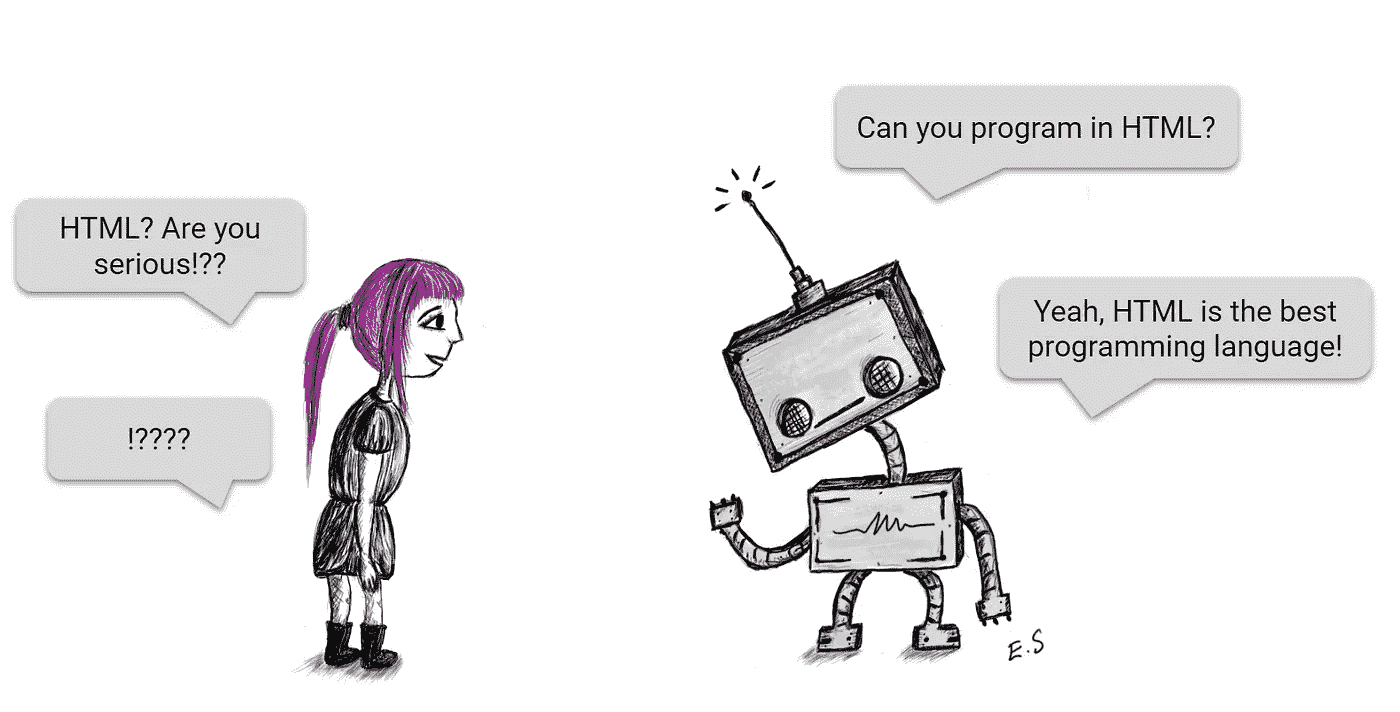 Can you program in HTML?
HTML? Are you
serious!??
Yeah, HTML is the best
programming language!
!????
E.S